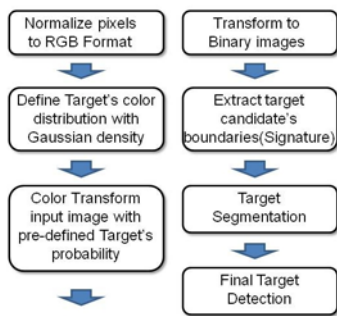 Normalize pixels
to RGB Format
Define Target's color
distribution with
Gaussian density
Color Transform
input image with
pre-defined Target's
probability
Transform to
Binary images
Extract target
candidate's
boundaries(Signature)
Target
Segmentation
Final Target
Detection